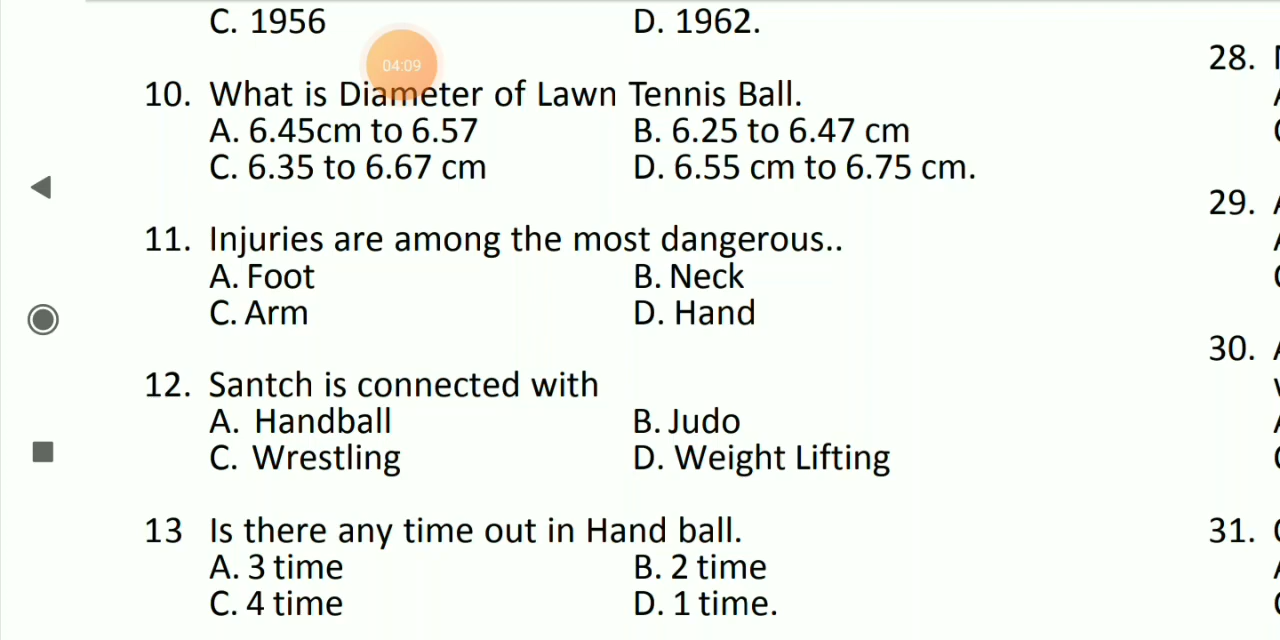 C. 1956 D. 1962.
04:09
28.
10. What is Diameter of Lawn Tennis Ball.
A. 6.45cm to 6.57 B. 6.25 to 6.47 cm
C. 6.35 to 6.67 cm D. 6.55 cm to 6.75 cm.
29.
11. Injuries are among the most dangerous..
A. Foot B. Neck
C. Arm D. Hand
30.
12. Santch is connected with
A. Handball B. Judo
C. Wrestling D. Weight Lifting
13 Is there any time out in Hand ball. 31.
A. 3 time B. 2 time
C. 4 time D. 1 time.